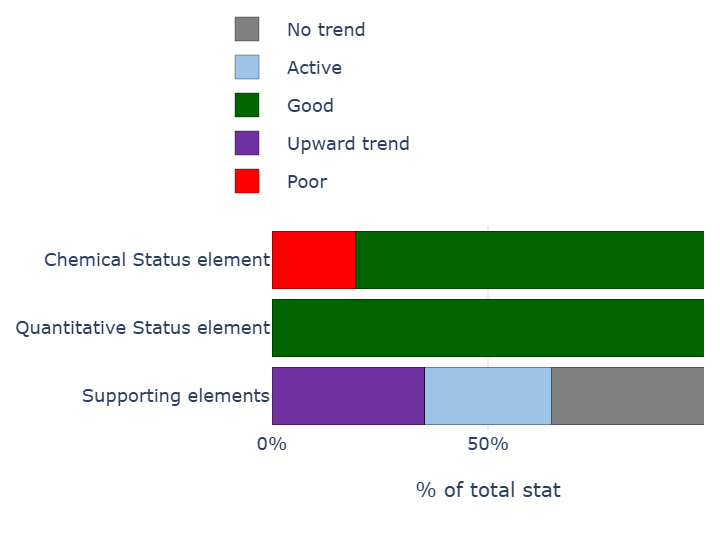 No trend
Active
Good
Upward trend
Poor
Chemical Status element
Quantitative Status element
Supporting elements
0% 50%
% of total stat